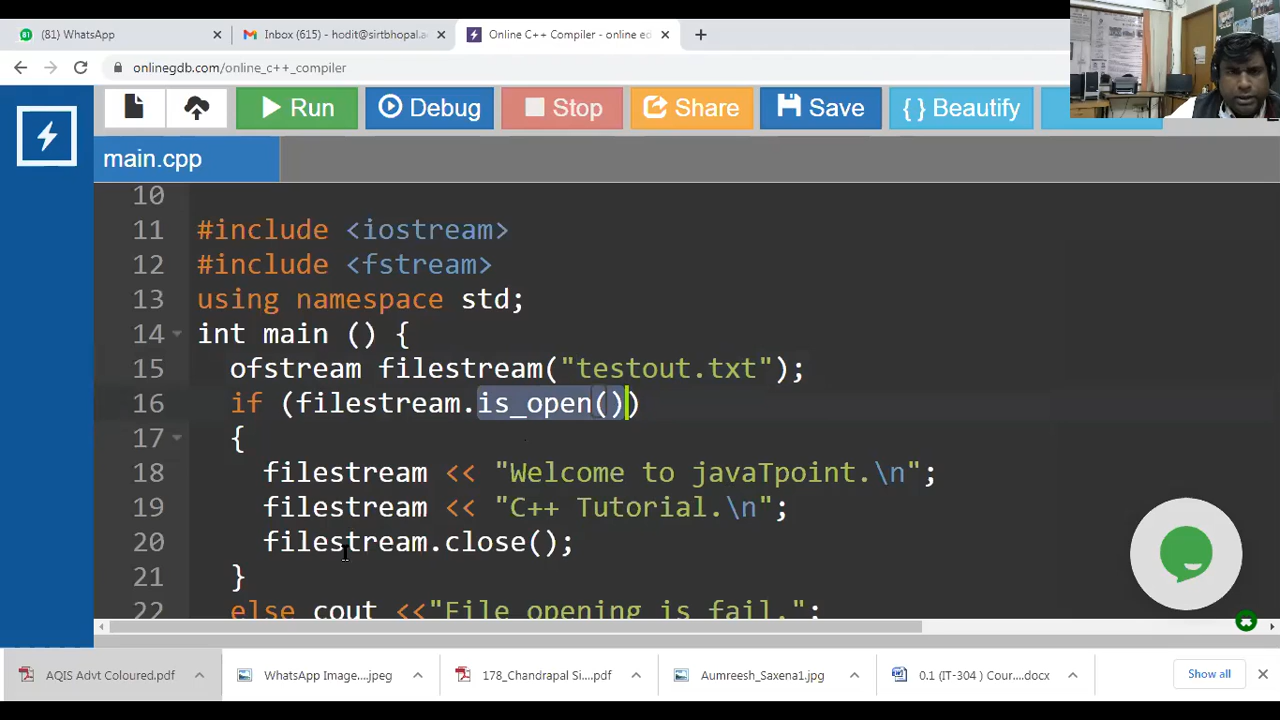 (81) WhatsApp
Inbox (615) - hodit@sirtbhopal.c
Online C++ Compiler - online ed
onlinegdb.com/online_c++_compiler
Run
Debug
Stop
Share
Save
{ } Beautify
main.cpp
10
11 #include <iostream>
12 #include <fstream>
13 using namespace std;
14 int main () {
15 ofstream filestream("testout.txt");
16 if (filestream.is_open())
17 {
18 filestream << "Welcome to javaTpoint.\n";
19 filestream << "C++ Tutorial.\n";
20 filestream.close();
21 }
22 else cout <<"File opening is fail.";
AQIS Advt Coloured.pdf
WhatsApp Image....jpeg
178_Chandrapal Si....pdf
Aumreesh_Saxena1.jpg
0.1 (IT-304 ) Cour....docx
Show all